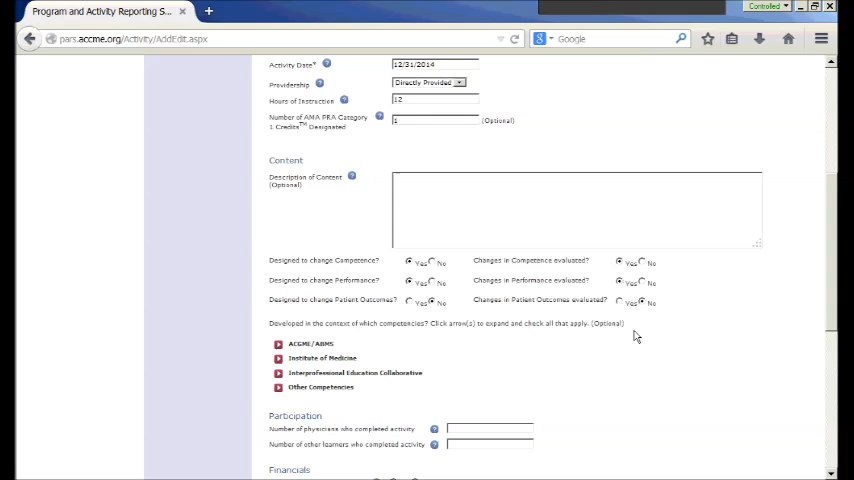 Program and Activity Reporting S... × +
Controlled
pars.accme.org/Activity/AddEdit.aspx
Google
Activity Date* ? 12/31/2014
Providership ? Directly Provided
Hours of Instruction ? 12
Number of AMA PRA Category ? 1 (Optional)
1 Credits™ Designated
Content
Description of Content ?
(Optional)
Designed to change Competence? Yes No Changes in Competence evaluated? Yes No
Designed to change Performance? Yes No Changes in Performance evaluated? Yes No
Designed to change Patient Outcomes? Yes No Changes in Patient Outcomes evaluated? Yes No
Developed in the context of which competencies? Click arrow(s) to expand and check all that apply. (Optional)
ACGME/ABMS
Institute of Medicine
Interprofessional Education Collaborative
Other Competencies
Participation
Number of physicians who completed activity ?
Number of other learners who completed activity ?
Financials